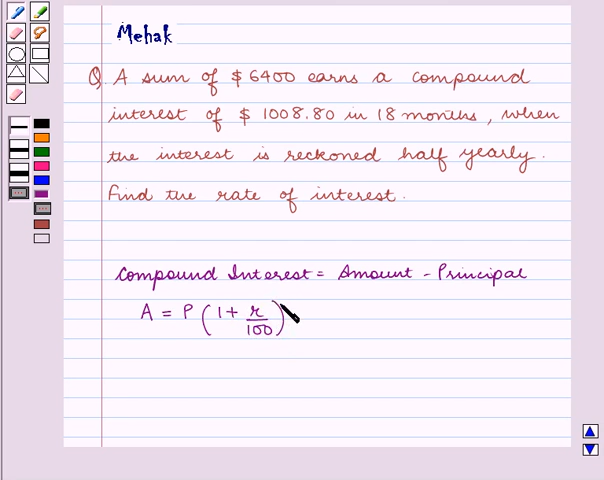 Mehak
Q. A sum of $ 6400 earns a compound
interest of $ 1008.80 in 18 months, when
the interest is reckoned half yearly.
Find the rate of interest.
Compound Interest = Amount - Principal
A = P ( 1 + r/100 )